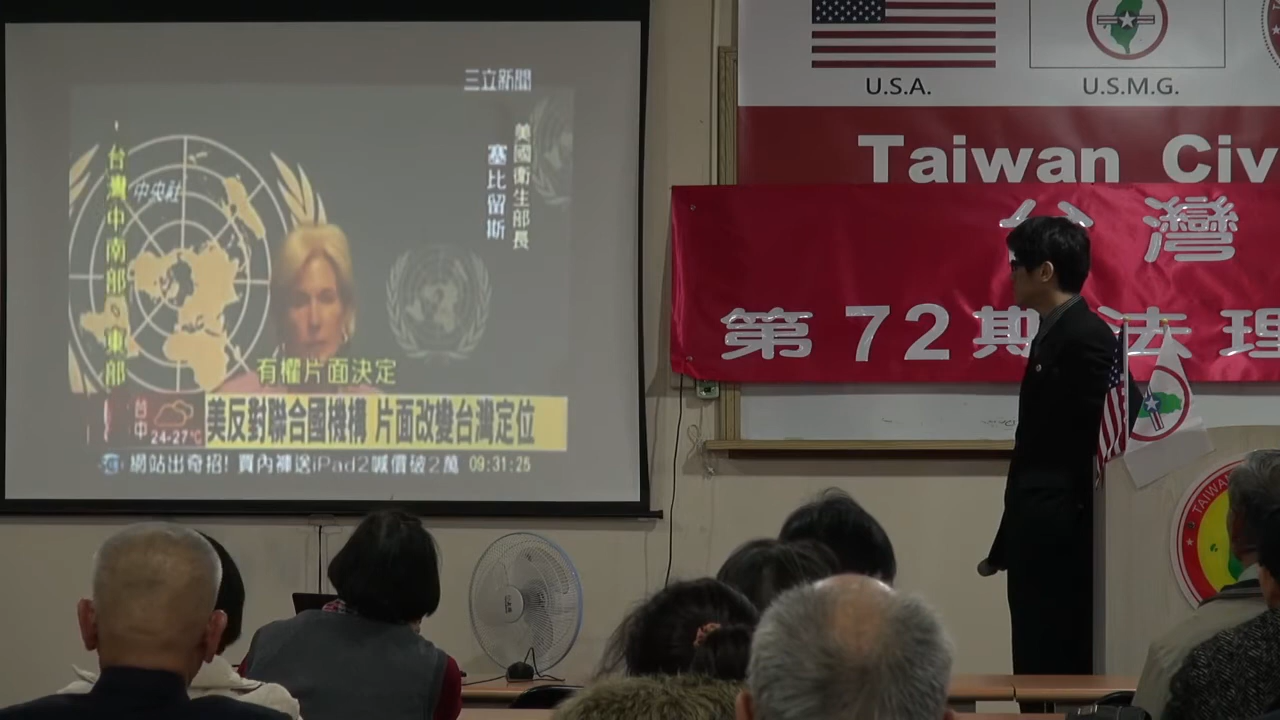 三立新聞
美國衛生部長
塞比留斯
台灣中南部、東部
中央社
有權片面決定
台中
24-27℃
美反對聯合國機構 片面改變台灣定位
網站出奇招! 買內褲送iPad2喊價破2萬 09:31:25
U.S.A.
U.S.M.G.
Taiwan Civ
台灣
第72期法理
TAIWAN